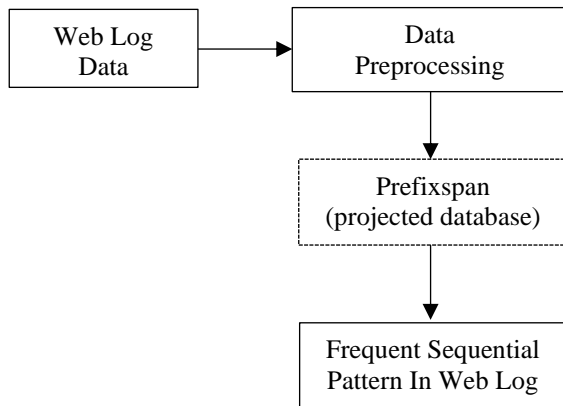 Web Log
Data
Data
Preprocessing
Prefixspan
(projected database)
Frequent Sequential
Pattern In Web Log